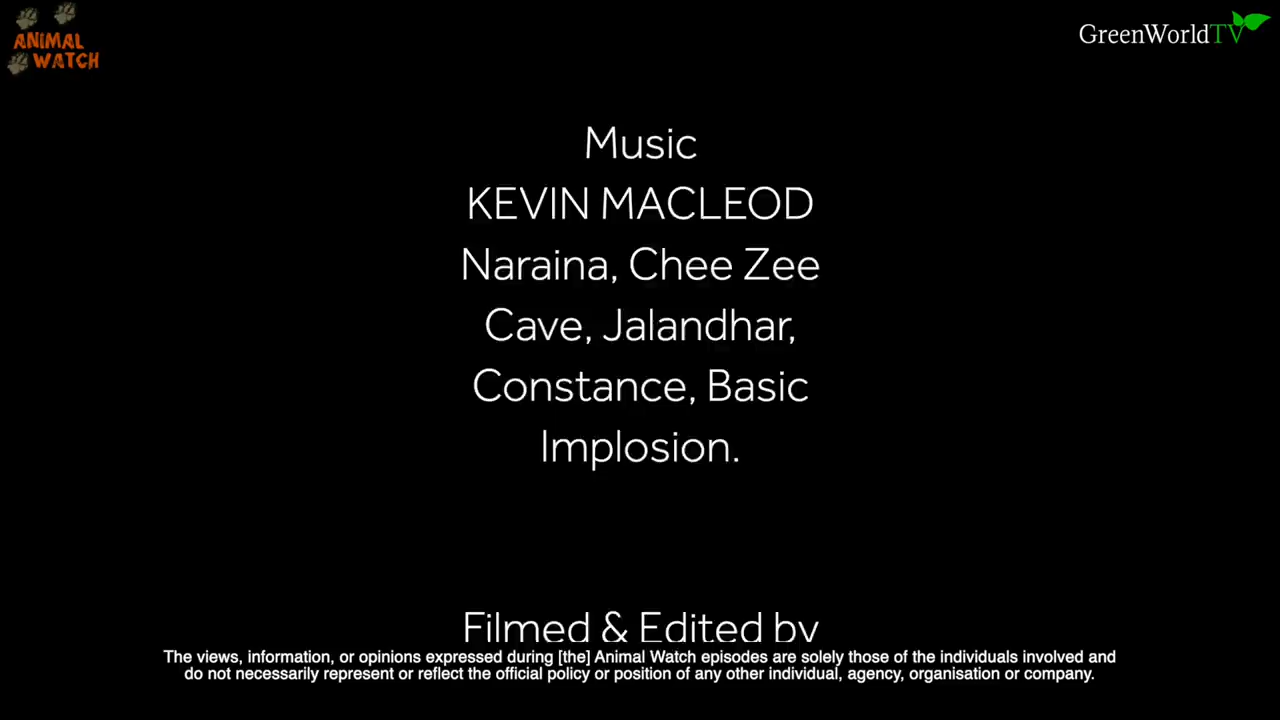 ANIMAL
WATCH
GreenWorldTV
Music
KEVIN MACLEOD
Naraina, Chee Zee
Cave, Jalandhar,
Constance, Basic
Implosion.
Filmed & Edited by
The views, information, or opinions expressed during [the] Animal Watch episodes are solely those of the individuals involved and
do not necessarily represent or reflect the official policy or position of any other individual, agency, organisation or company.